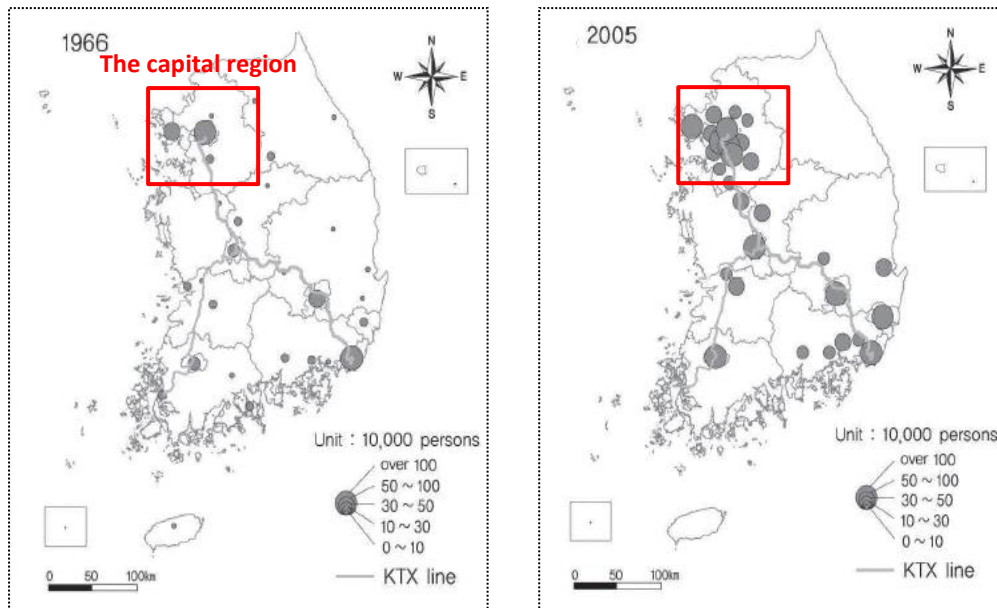 1966
The capital region
N
W E
S
Unit : 10,000 persons
over 100
50 ~ 100
30 ~ 50
10 ~ 30
0 ~ 10
0 50 100km
KTX line
2005
N
W E
S
Unit : 10,000 persons
over 100
50 ~ 100
30 ~ 50
10 ~ 30
0 ~ 10
0 50 100km
KTX line